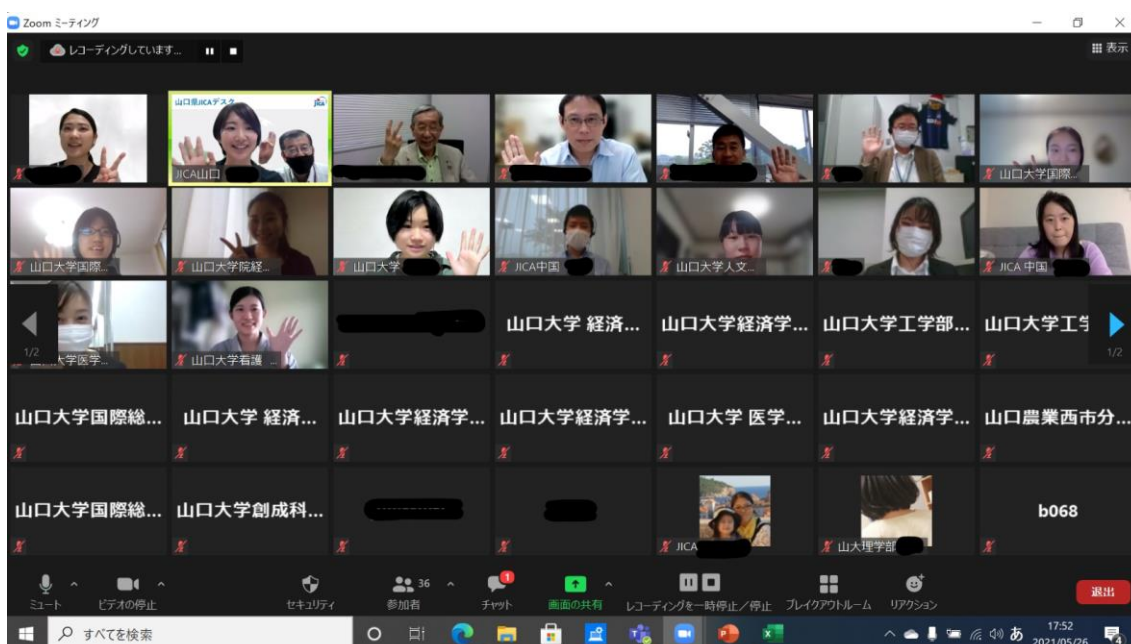 Zoom ミーティング
レコーディングしています...
表示
山口県JICAデスク
JICA
JICA山口
山口大学国際...
山口大学国際...
山口大学院経...
山口大学
JICA中国
山口大学人文...
JICA 中国
1/2
大学医学...
山口大学看護
山口大学 経済...
山口大学経済学...
山口大学工学部...
山口大学工学
1/2
山口大学国際総...
山口大学 経済...
山口大学経済学...
山口大学経済学...
山口大学 医学...
山口大学経済学...
山口農業西市分...
山口大学国際総...
山口大学創成科...
JICA
山大理学部
b068
ミュート
ビデオの停止
セキュリティ
36
参加者
1
チャット
画面の共有
レコーディングを一時停止/停止
ブレイクアウトルーム
リアクション
退出
すべてを検索
あ
17:52
2021/05/26
4